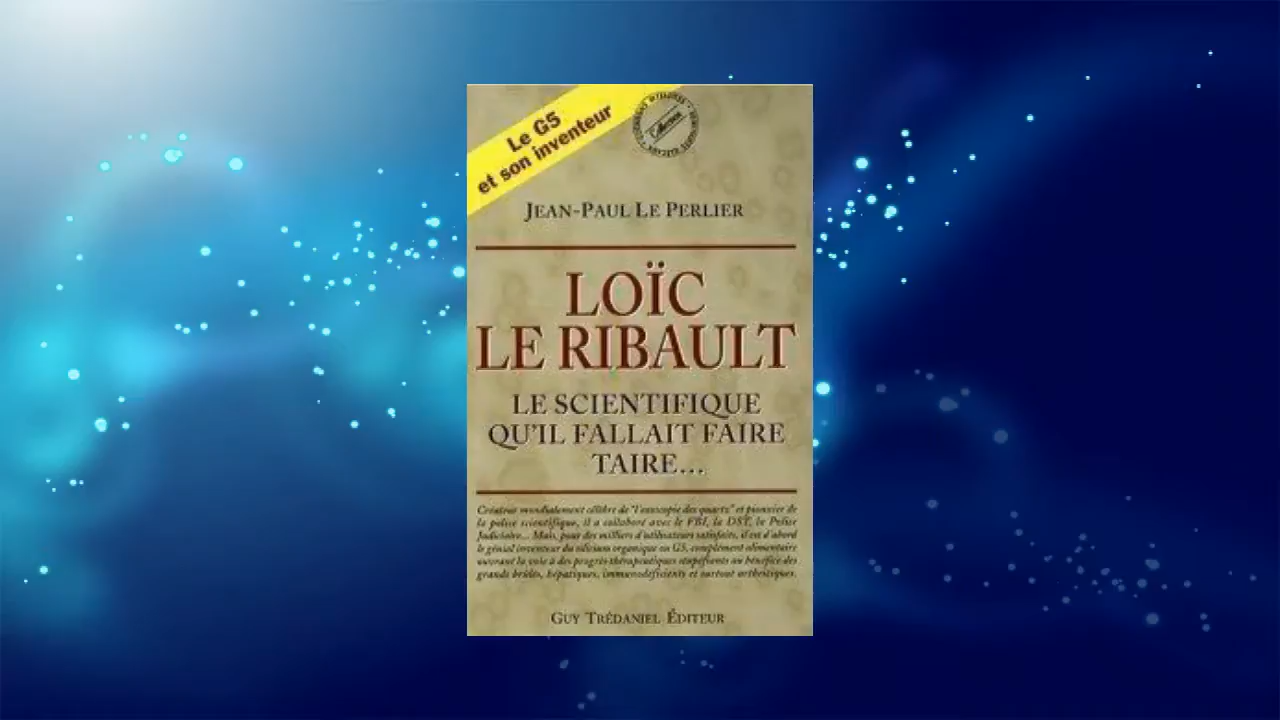 Le G5
et son inventeur
JEAN-PAUL LE PERLIER
LOÏC
LE RIBAULT
LE SCIENTIFIQUE
QU'IL FALLAIT FAIRE
TAIRE...
Créateur mondialement célèbre de "l'exoscopie des quartz" et pionnier de
la police scientifique, il a collaboré avec le FBI, la DST, la Police
Judiciaire... Mais, pour des milliers d'utilisateurs satisfaits, il est d'abord
le génial inventeur du silicium organique ou G5, complément alimentaire
ouvrant la voie à des progrès thérapeutiques stupéfiants au bénéfice des
grands brûlés, hépatiques, immunodéficients et surtout arthritiques.
GUY TRÉDANIEL ÉDITEUR